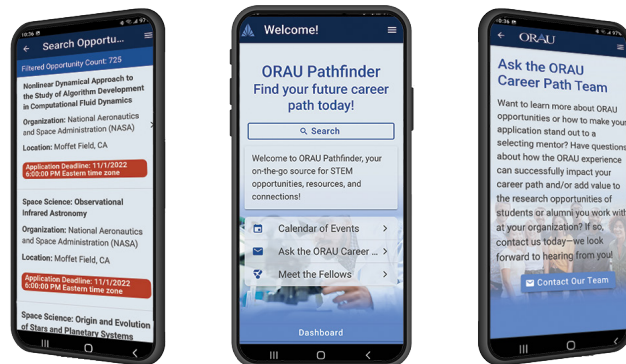 10:36
97%
Search Opportu...
Filtered Opportunity Count: 725
Nonlinear Dynamical Approach to
the Study of Algorithm Development
in Computational Fluid Dynamics
Organization: National Aeronautics
and Space Administration (NASA)
Location: Moffet Field, CA
Application Deadline: 11/1/2022
6:00:00 PM Eastern time zone
Space Science: Observational
Infrared Astronomy
Organization: National Aeronautics
and Space Administration (NASA)
Location: Moffet Field, CA
Application Deadline: 11/1/2022
6:00:00 PM Eastern time zone
Space Science: Origin and Evolution
of Stars and Planetary Systems
Welcome!
ORAU Pathfinder
Find your future career
path today!
Search
Welcome to ORAU Pathfinder, your
on-the-go source for STEM
opportunities, resources, and
connections!
Calendar of Events
Ask the ORAU Career ...
Meet the Fellows
Dashboard
10:36
97%
ORAU
Ask the ORAU
Career Path Team
Want to learn more about ORAU
opportunities or how to make your
application stand out to a
selecting mentor? Have questions
about how the ORAU experience
can successfully impact your
career path and/or add value to
the research opportunities of
students or alumni you work with
at your organization? If so,
contact us today—we look
forward to hearing from you!
Contact Our Team